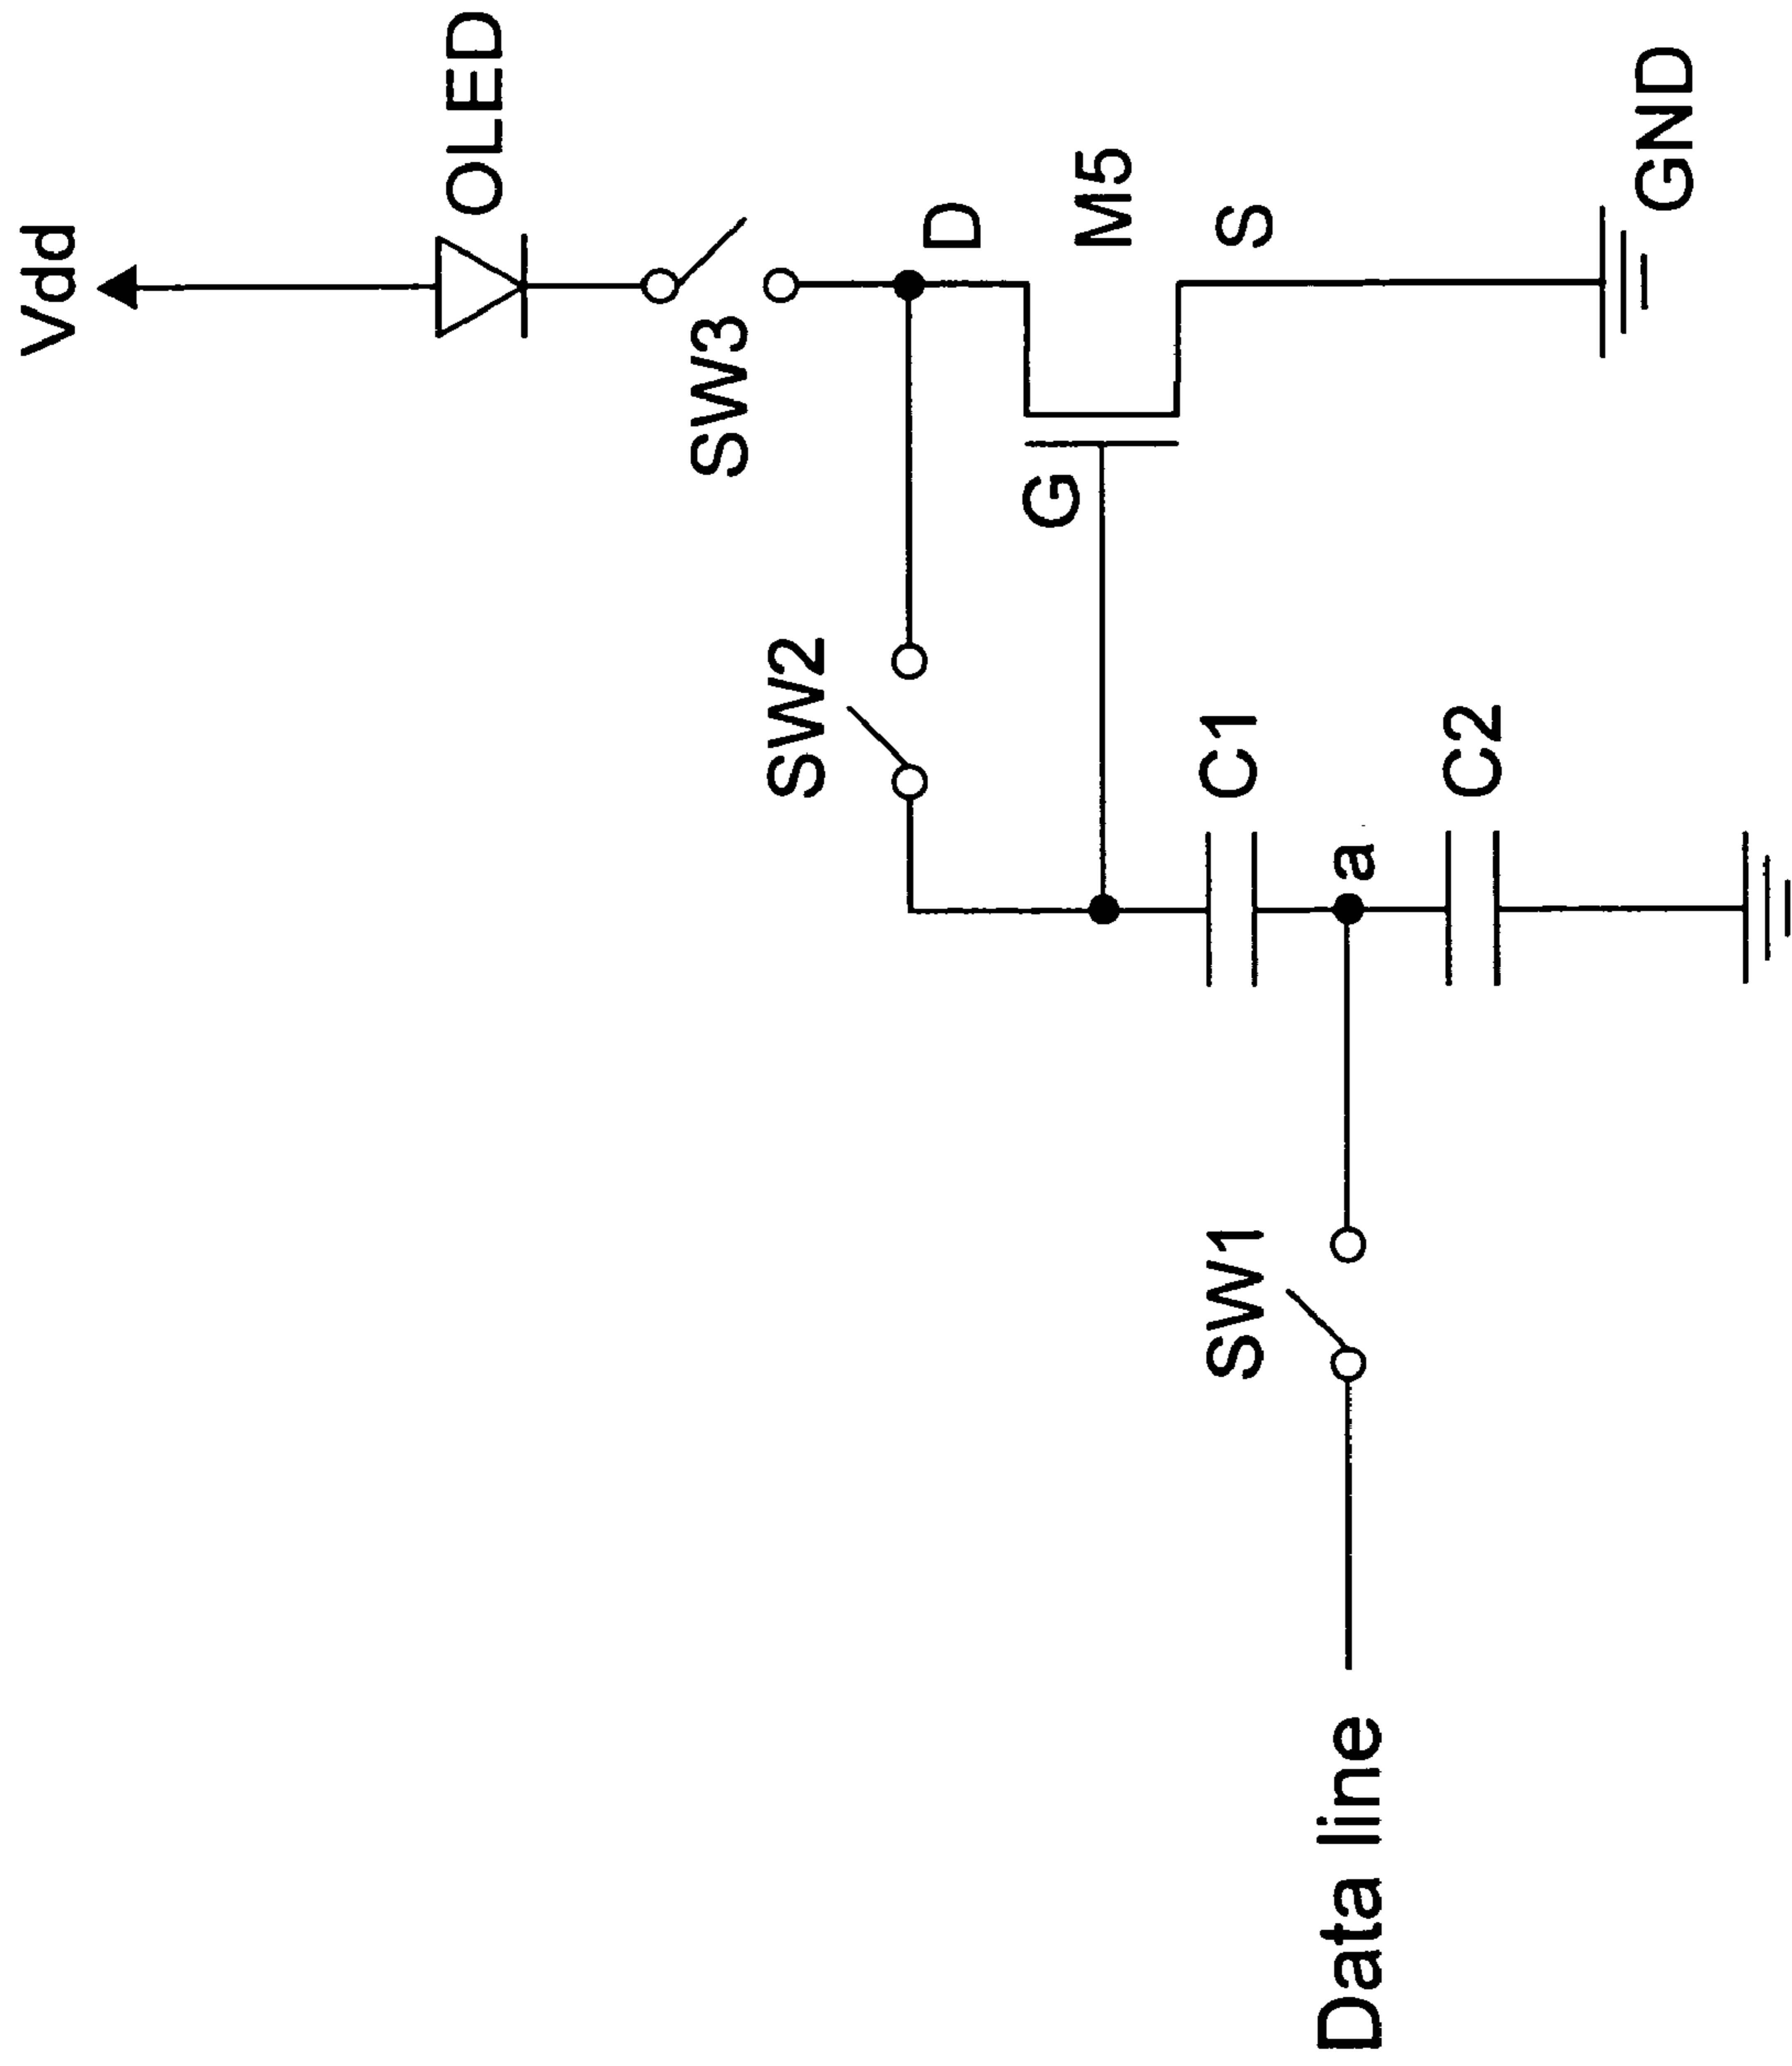 Vdd
OLED
SW3
D
M5
S
GND
SW2
G
C1
a
C2
SW1
Data line